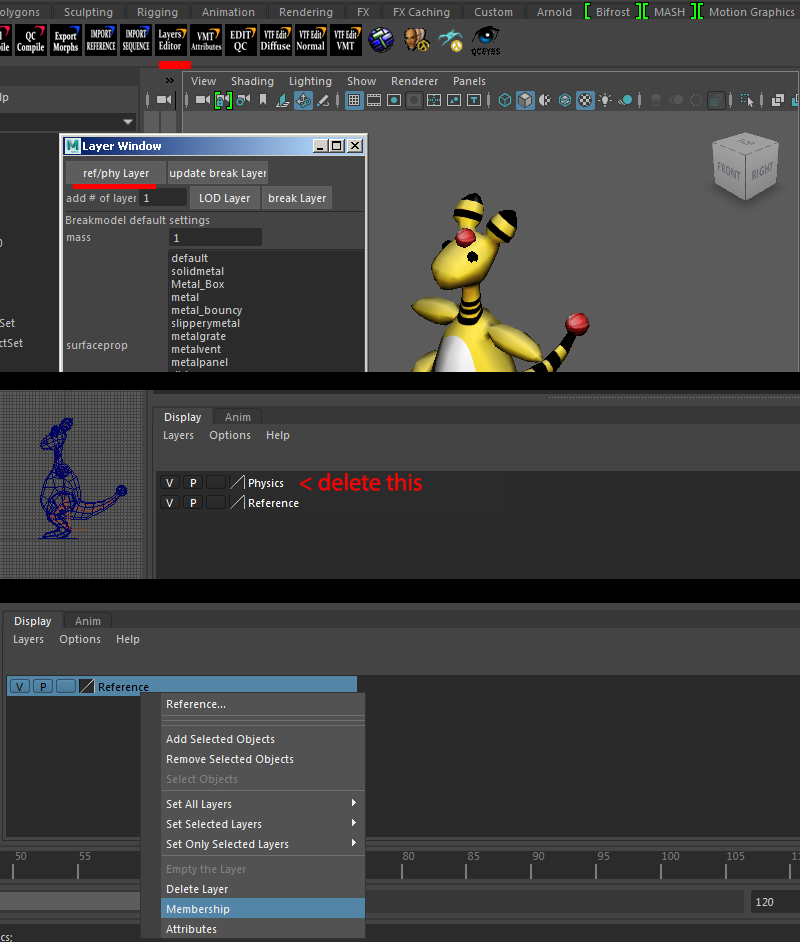 olygons Sculpting Rigging Animation Rendering FX FX Caching Custom Arnold Bifrost MASH Motion Graphics
QC Compile Export Morphs IMPORT REFERENCE IMPORT SEQUENCE Layers Editor VMT Attributes EDIT QC VTF Edit Diffuse VTF Edit Normal VTF Edit VMT QCEYES
lp
View Shading Lighting Show Renderer Panels
Layer Window
ref/phy Layer update break Layer
add # of layer 1 LOD Layer break Layer
Breakmodel default settings
mass 1
default
solidmetal
Metal_Box
metal
metal_bouncy
slipperymetal
metalgrate
metalvent
surfaceprop
metalpanel
Set
ctSet
TOP
FRONT RIGHT
Display Anim
Layers Options Help
V P Physics < delete this
V P Reference
Display Anim
Layers Options Help
V P Reference
Reference...
Add Selected Objects
Remove Selected Objects
Select Objects
Set All Layers
Set Selected Layers
Set Only Selected Layers
Empty the Layer
Delete Layer
Membership
Attributes
50 55 80 85 90 95 100 105
120
cs;